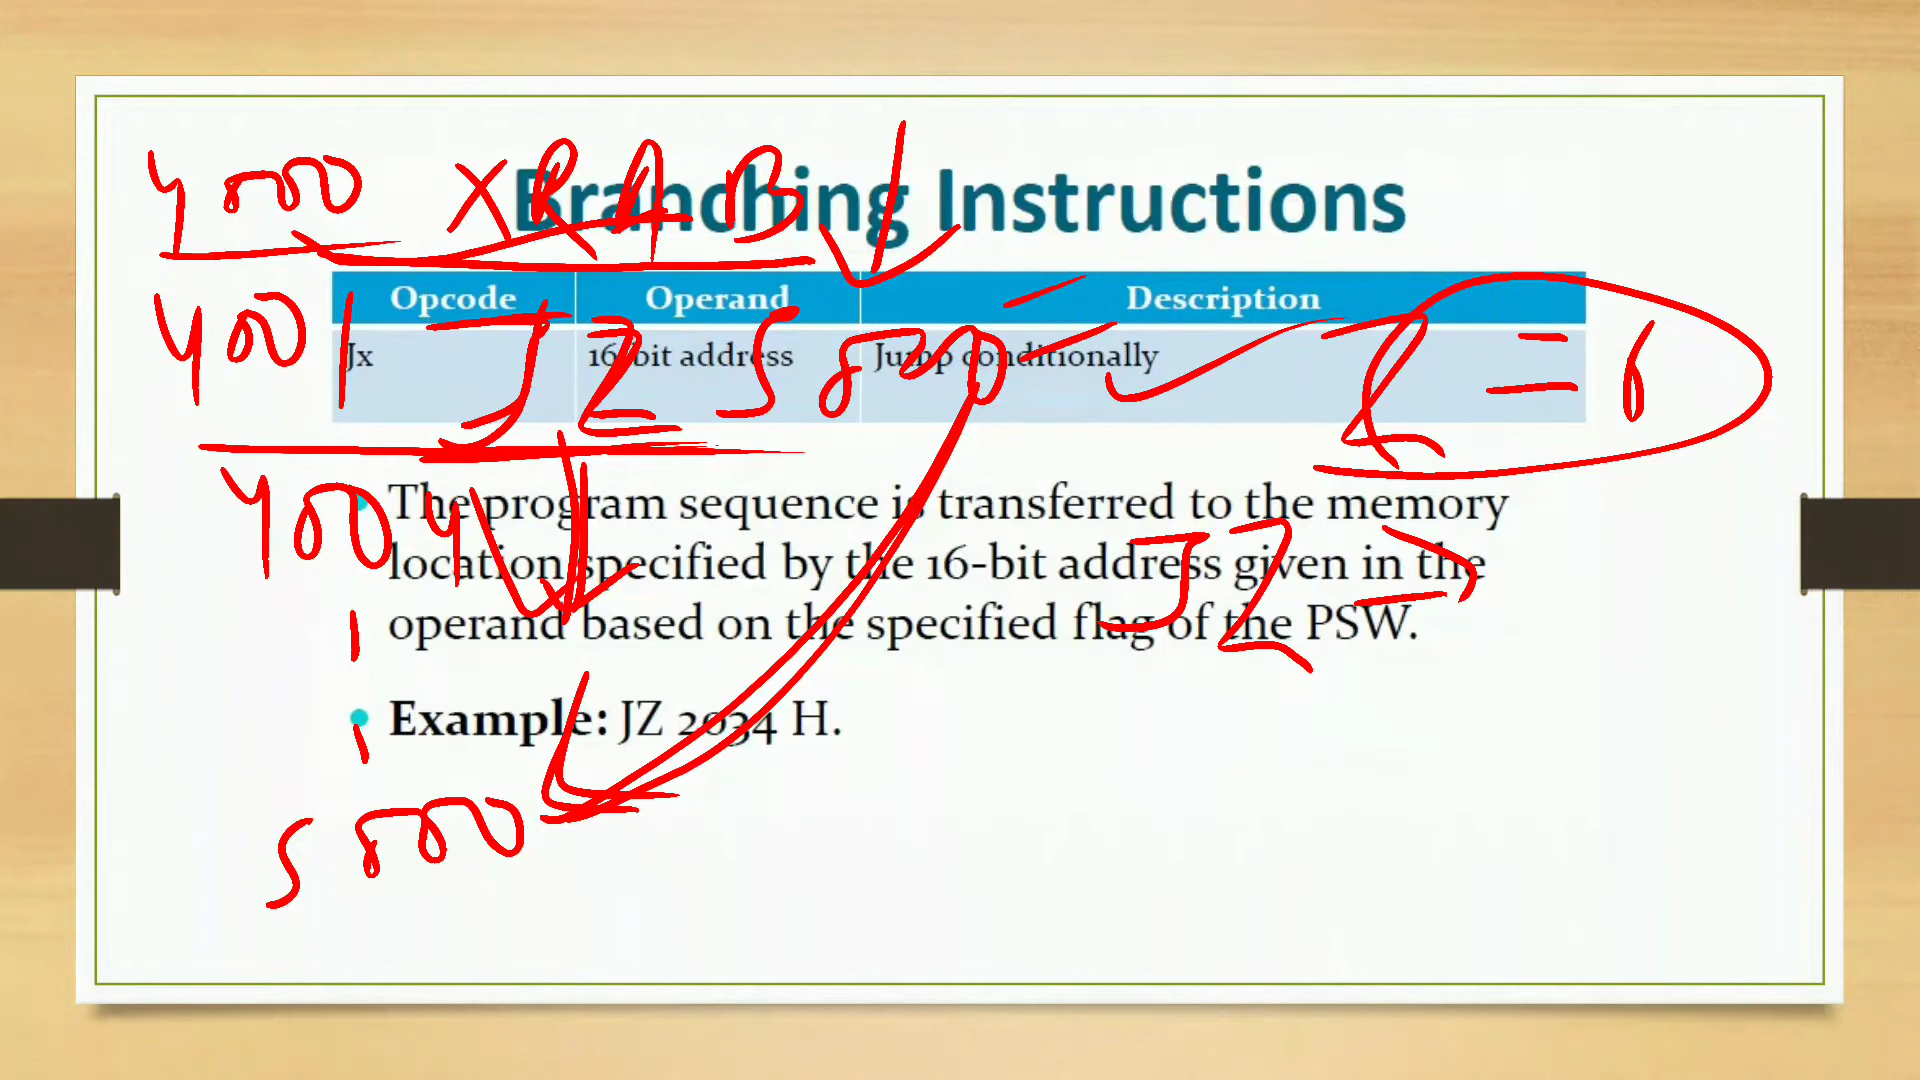 Branching Instructions
4000 XRA B
Opcode Operand Description
4001 JZ 5000
Jx 16-bit address Jump conditionally
4004
The program sequence is transferred to the memory
location specified by the 16-bit address given in the
JZ
operand based on the specified flag of the PSW.
Example: JZ 2034 H.
5000